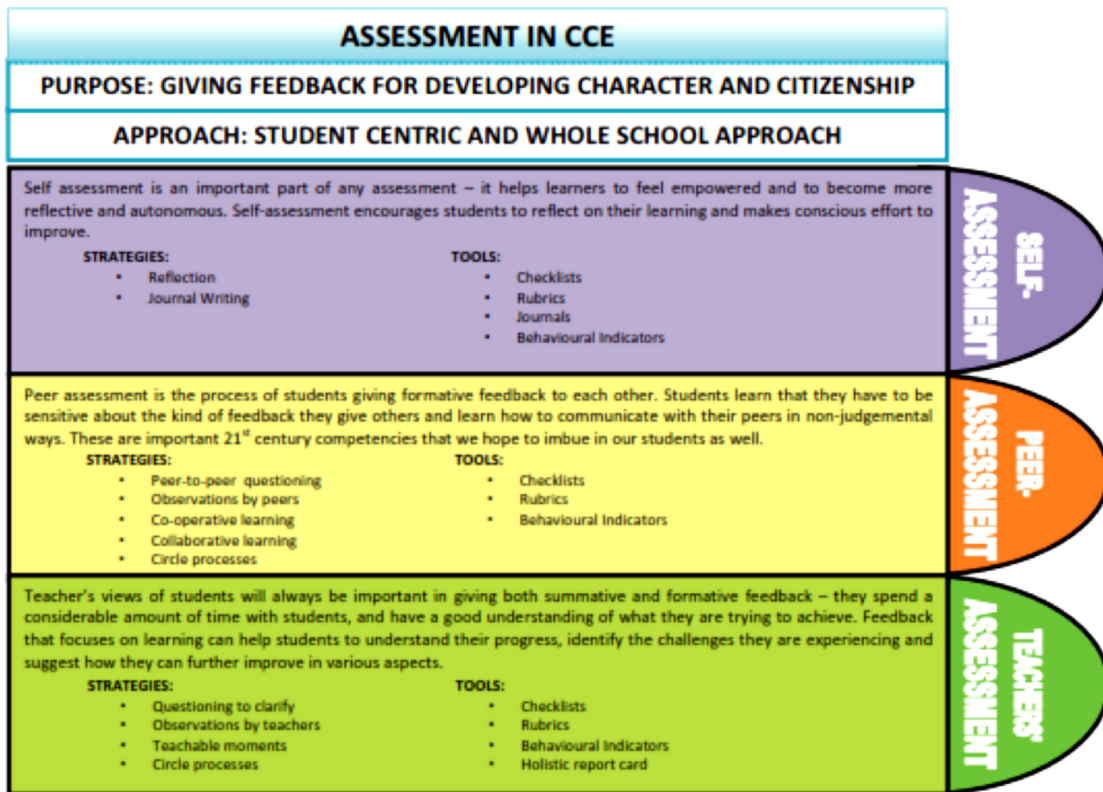 ASSESSMENT IN CCE
PURPOSE: GIVING FEEDBACK FOR DEVELOPING CHARACTER AND CITIZENSHIP
APPROACH: STUDENT CENTRIC AND WHOLE SCHOOL APPROACH
Self assessment is an important part of any assessment – it helps learners to feel empowered and to become more
reflective and autonomous. Self-assessment encourages students to reflect on their learning and makes conscious effort to
improve.
STRATEGIES:
▪ Reflection
▪ Journal Writing
TOOLS:
▪ Checklists
▪ Rubrics
▪ Journals
▪ Behavioural Indicators
SELF-
ASSESSMENT
Peer assessment is the process of students giving formative feedback to each other. Students learn that they have to be
sensitive about the kind of feedback they give others and learn how to communicate with their peers in non-judgemental
ways. These are important 21st century competencies that we hope to imbue in our students as well.
STRATEGIES:
▪ Peer-to-peer questioning
▪ Observations by peers
▪ Co-operative learning
▪ Collaborative learning
▪ Circle processes
TOOLS:
▪ Checklists
▪ Rubrics
▪ Behavioural Indicators
PEER-
ASSESSMENT
Teacher's views of students will always be important in giving both summative and formative feedback – they spend a
considerable amount of time with students, and have a good understanding of what they are trying to achieve. Feedback
that focuses on learning can help students to understand their progress, identify the challenges they are experiencing and
suggest how they can further improve in various aspects.
STRATEGIES:
▪ Questioning to clarify
▪ Observations by teachers
▪ Teachable moments
▪ Circle processes
TOOLS:
▪ Checklists
▪ Rubrics
▪ Behavioural Indicators
▪ Holistic report card
TEACHERS'
ASSESSMENT